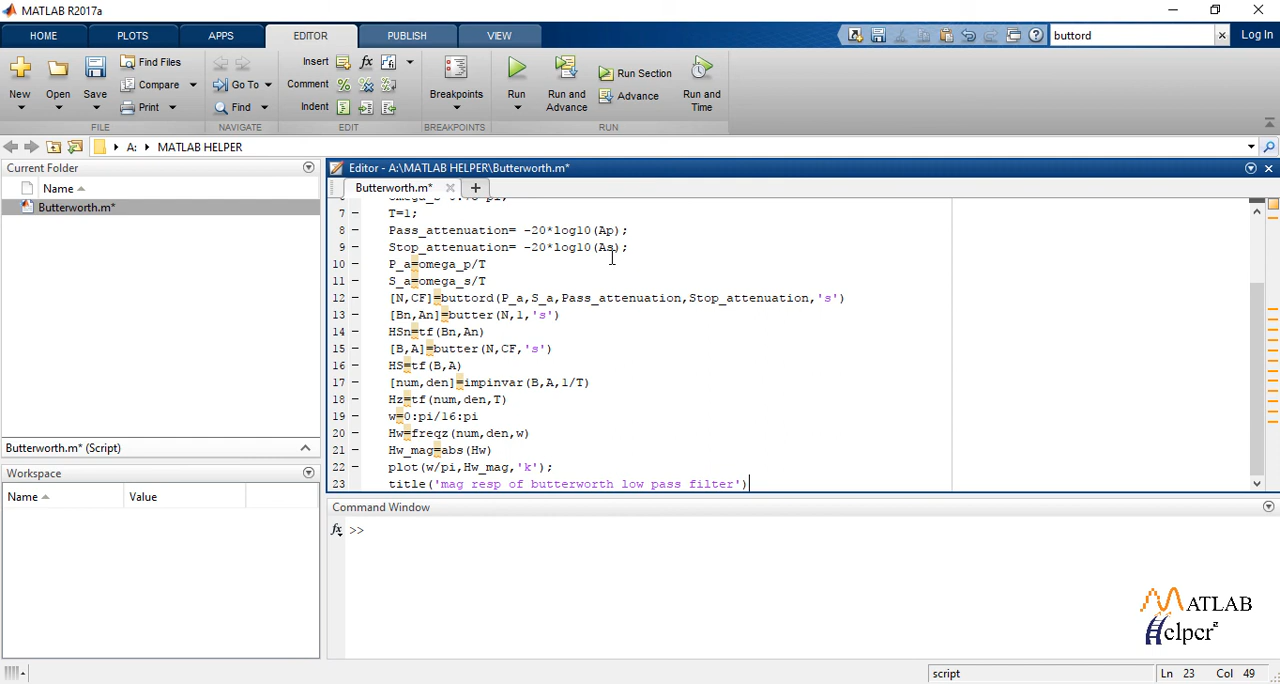 MATLAB R2017a
HOME PLOTS APPS EDITOR PUBLISH VIEW buttord Log In
New Open Save Find Files Compare Print Go To Find Insert Comment Indent fx Breakpoints Run Run and Advance Run Section Advance Run and Time
FILE NAVIGATE EDIT BREAKPOINTS RUN
A: MATLAB HELPER
Current Folder
Name
Butterworth.m*
Butterworth.m* (Script)
Workspace
Name Value
Editor - A:\MATLAB HELPER\Butterworth.m*
Butterworth.m*
7 - T=1;
8 - Pass_attenuation= -20*log10(Ap);
9 - Stop_attenuation= -20*log10(As);
10 - P_a=omega_p/T
11 - S_a=omega_s/T
12 - [N,CF]=buttord(P_a,S_a,Pass_attenuation,Stop_attenuation,'s')
13 - [Bn,An]=butter(N,1,'s')
14 - HSn=tf(Bn,An)
15 - [B,A]=butter(N,CF,'s')
16 - HS=tf(B,A)
17 - [num,den]=impinvar(B,A,1/T)
18 - Hz=tf(num,den,T)
19 - w=0:pi/16:pi
20 - Hw=freqz(num,den,w)
21 - Hw_mag=abs(Hw)
22 - plot(w/pi,Hw_mag,'k');
23 - title('mag resp of butterworth low pass filter')
Command Window
fx >>
MATLAB
Helper²
script Ln 23 Col 49